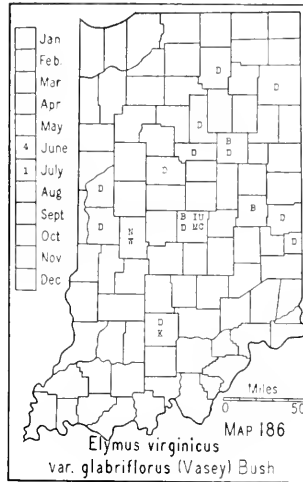 Jan
Feb.
Mar
Apr
May
4 June
1 July
Aug
Sept
Oct
Nov
Dec
D
D
D
B
D
D
D
D
B
D
N
W
B IU
D MC
D
D
D
K
Miles
0 50
MAP 186
Elymus virginicus
var. glabriflorus (Vasey) Bush